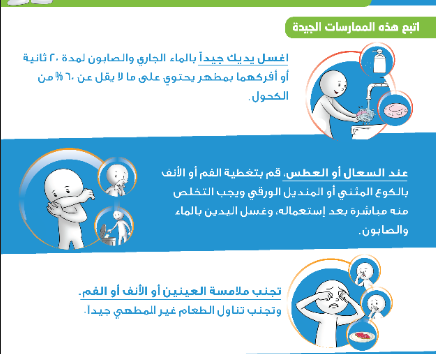 اتبع هذه الممارسات الجيدة
اغسل يديك جيداً بالماء الجاري والصابون لمدة ٢٠ ثانية
أو أفركهما بمطهر يحتوي على ما لا يقل عن ٦٠٪ من
الكحول.
عند السعال أو العطس، قم بتغطية الفم أو الأنف
بالكوع المثني أو المنديل الورقي ويجب التخلص
منه مباشرة بعد إستعماله، وغسل اليدين بالماء
والصابون.
تجنب ملامسة العينين أو الأنف أو الفم.
وتجنب تناول الطعام غير المطهي جيدا.